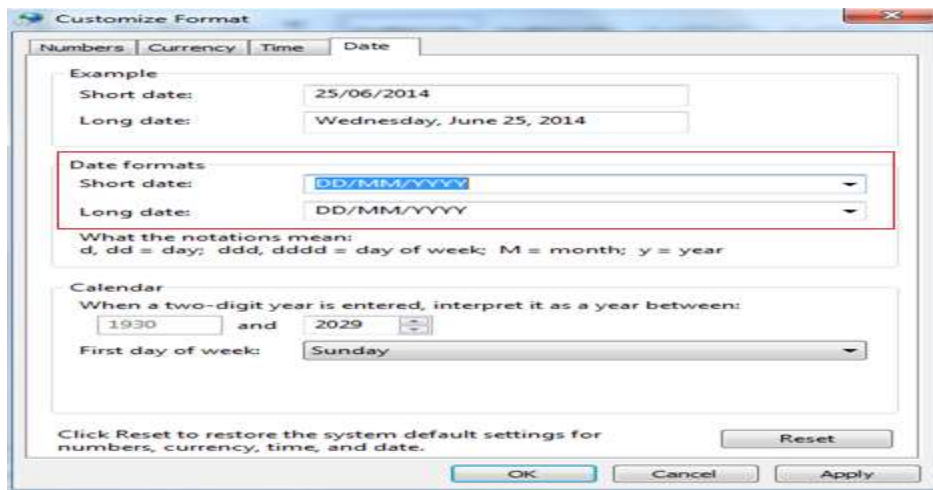 Customize Format
Numbers Currency Time Date
Example
Short date: 25/06/2014
Long date: Wednesday, June 25, 2014
Date formats
Short date: DD/MM/YYYY
Long date: DD/MM/YYYY
What the notations mean:
d, dd = day; ddd, dddd = day of week; M = month; y = year
Calendar
When a two-digit year is entered, interpret it as a year between:
1930 and 2029
First day of week: Sunday
Click Reset to restore the system default settings for
numbers, currency, time, and date.
Reset
OK Cancel Apply